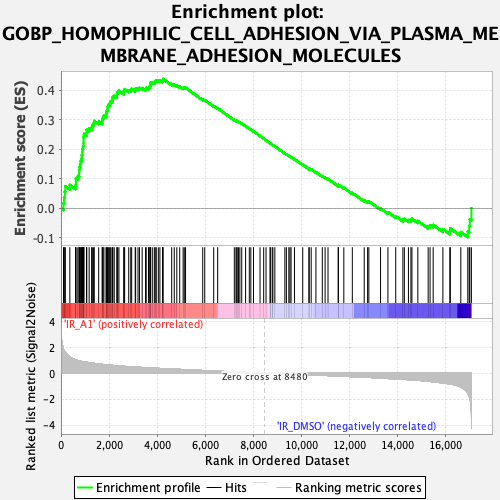 Enrichment plot:
GOBP_HOMOPHILIC_CELL_ADHESION_VIA_PLASMA_ME
MBRANE_ADHESION_MOLECULES
Enrichment score (ES)
0.4
0.3
0.2
0.1
0.0
-0.1
'IR_A1' (positively correlated)
Ranked list metric (Signal2Noise)
4
2
0
-2
-4
Zero cross at 8480
'IR_DMSO' (negatively correlated)
0
2,000
4,000
6,000
8,000
10,000
12,000
14,000
16,000
Rank in Ordered Dataset
Enrichment profile
Hits
Ranking metric scores